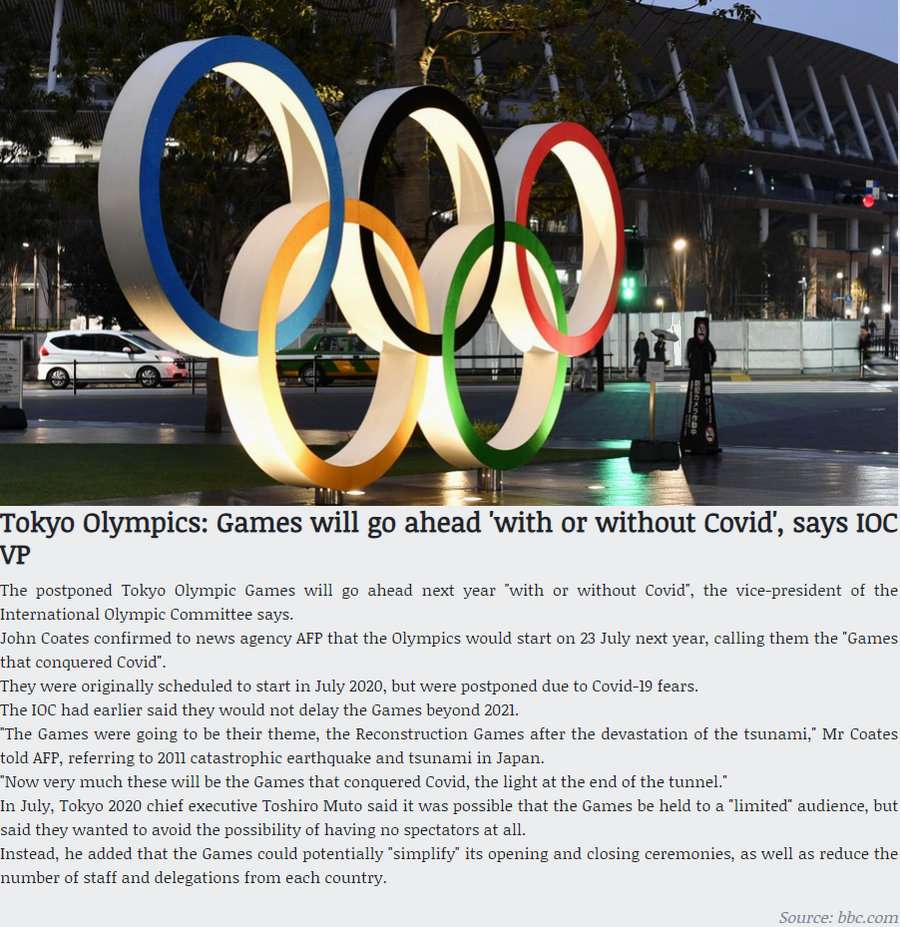 Tokyo Olympics: Games will go ahead 'with or without Covid', says IOC
VP
The postponed Tokyo Olympic Games will go ahead next year "with or without Covid", the vice-president of the
International Olympic Committee says.
John Coates confirmed to news agency AFP that the Olympics would start on 23 July next year, calling them the "Games
that conquered Covid".
They were originally scheduled to start in July 2020, but were postponed due to Covid-19 fears.
The IOC had earlier said they would not delay the Games beyond 2021.
"The Games were going to be their theme, the Reconstruction Games after the devastation of the tsunami," Mr Coates
told AFP, referring to 2011 catastrophic earthquake and tsunami in Japan.
"Now very much these will be the Games that conquered Covid, the light at the end of the tunnel."
In July, Tokyo 2020 chief executive Toshiro Muto said it was possible that the Games be held to a "limited" audience, but
said they wanted to avoid the possibility of having no spectators at all.
Instead, he added that the Games could potentially "simplify" its opening and closing ceremonies, as well as reduce the
number of staff and delegations from each country.
Source: bbc.com